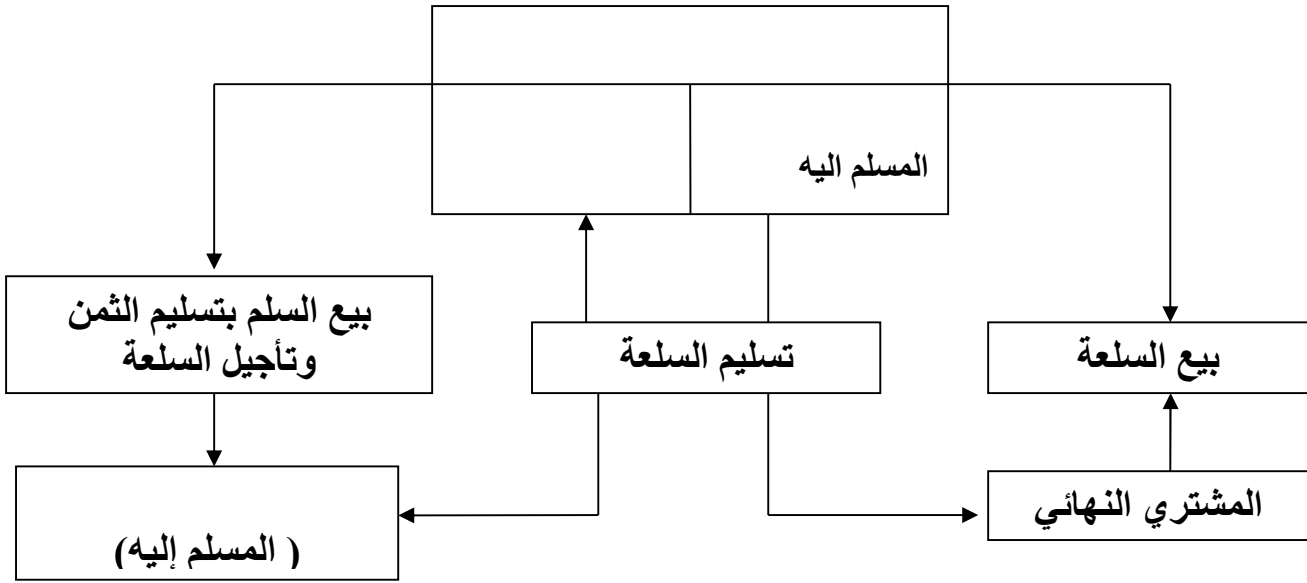 المسلم اليه
بيع السلم بتسليم الثمن
وتأجيل السلعة
تسليم السلعة
بيع السلعة
المشتري النهائي
( المسلم إليه)